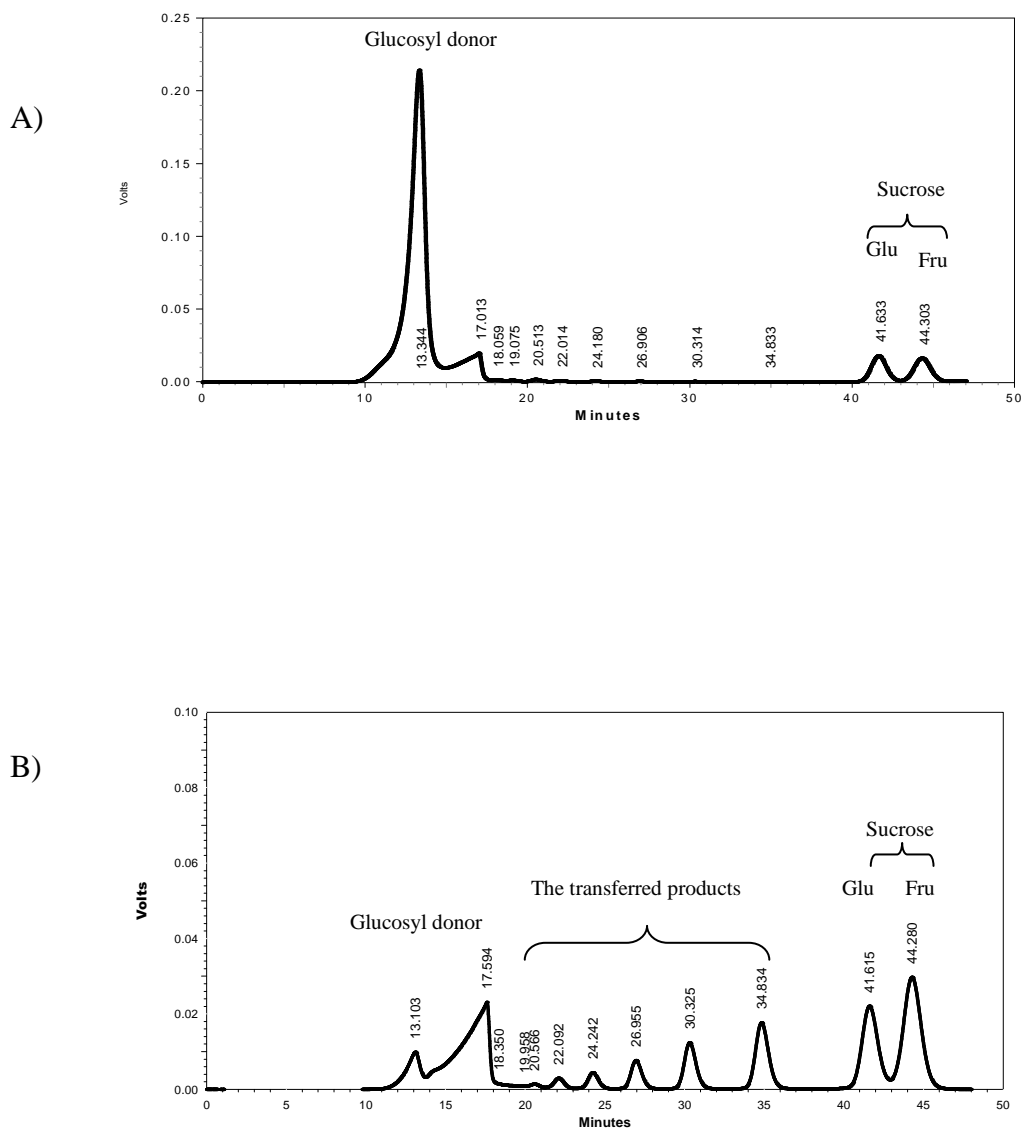 A)
Glucosyl donor
Sucrose
Glu
Fru
Volts
0.25
0.20
0.15
0.10
0.05
0.00
13.344
17.013
18.059
19.075
20.513
22.014
24.180
26.906
30.314
34.833
41.633
44.303
0 10 20 30 40 50
Minutes
B)
Glucosyl donor
The transferred products
Sucrose
Glu Fru
Volts
0.10
0.08
0.06
0.04
0.02
0.00
13.103
17.594
18.350
19.958
20.566
22.092
24.242
26.955
30.325
34.834
41.615
44.280
0 5 10 15 20 25 30 35 40 45 50
Minutes